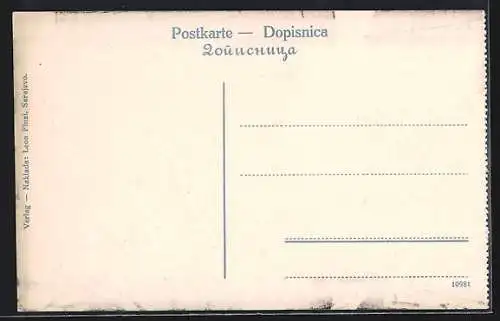 Postkarte — Dopisnica
Дописница
Verlag — Naklada: Leon Finzi, Sarajevo.
10981